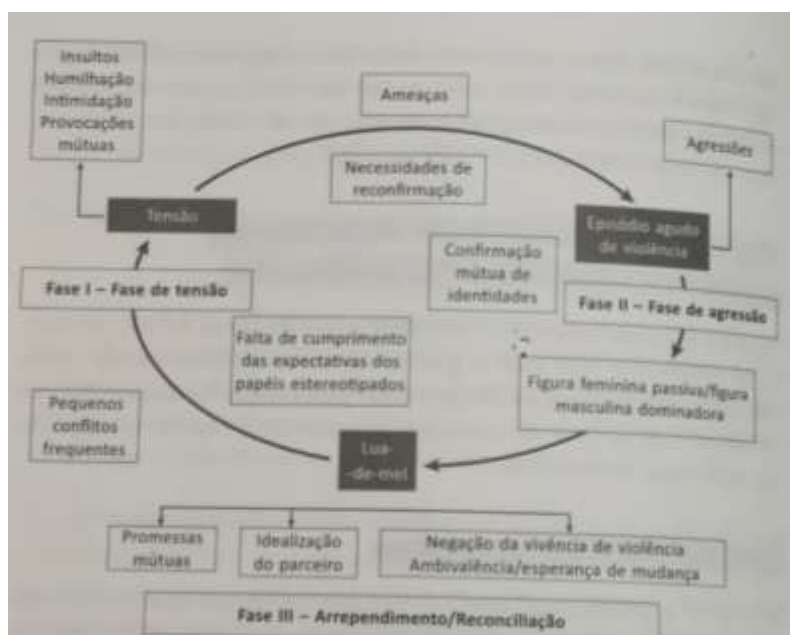 Insultos
Humilhação
Intimidação
Provocações
mútuas
Ameaças
Agressões
Necessidades de
reconfirmação
Tensão
Episódio agudo
de violência
Confirmação
mútua de
identidades
Fase I – Fase de tensão
Fase II – Fase de agressão
Falta de cumprimento
das expectativas dos
papéis estereotipados
Figura feminina passiva/figura
masculina dominadora
Pequenos
conflitos
frequentes
Lua-
-de-mel
Promessas
mútuas
Idealização
do parceiro
Negação da vivência de violência
Ambivalência/esperança de mudança
Fase III – Arrependimento/Reconciliação